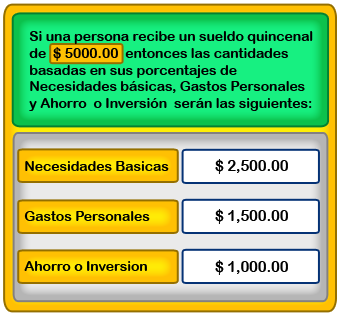 Si una persona recibe un sueldo quincenal
de $ 5000.00 entonces las cantidades
basadas en sus porcentajes de
Necesidades básicas, Gastos Personales
y Ahorro o Inversión serán las siguientes:
Necesidades Basicas $ 2,500.00
Gastos Personales $ 1,500.00
Ahorro o Inversion $ 1,000.00